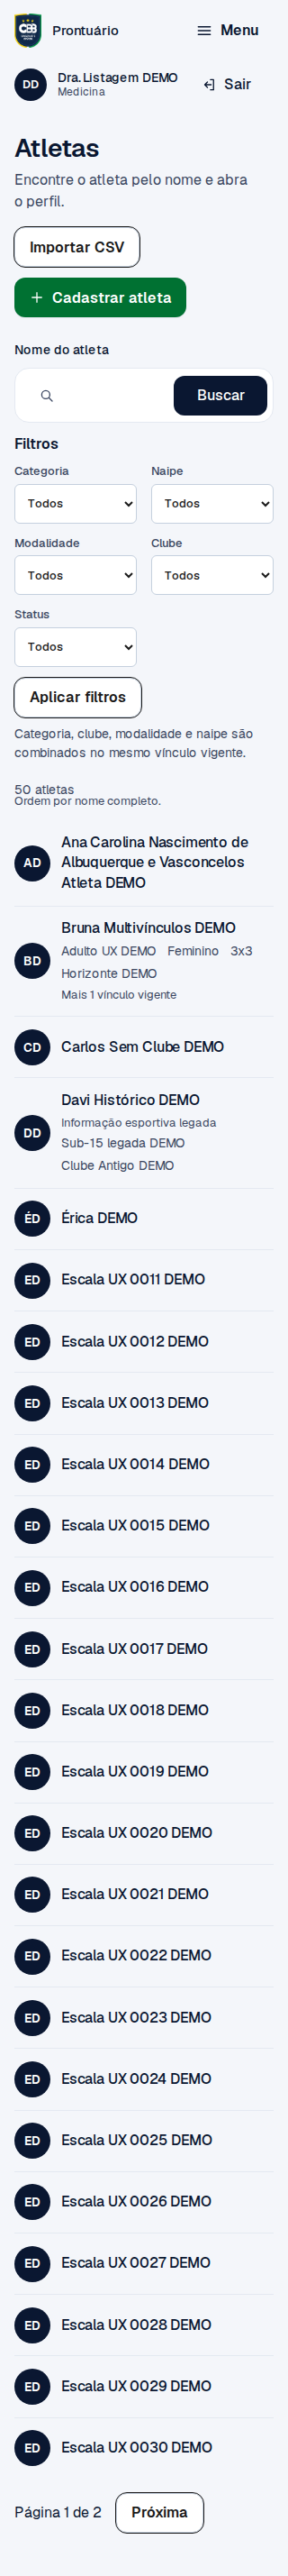 CBB
Prontuário
Menu
DD
Dra. Listagem DEMO
Medicina
Sair
Atletas
Encontre o atleta pelo nome e abra
o perfil.
Importar CSV
Cadastrar atleta
Nome do atleta
Buscar
Filtros
Categoria
Naipe
Todos
Todos
Modalidade
Clube
Todos
Todos
Status
Todos
Aplicar filtros
Categoria, clube, modalidade e naipe são
combinados no mesmo vínculo vigente.
50 atletas
Ordem por nome completo.
AD
Ana Carolina Nascimento de
Albuquerque e Vasconcelos
Atleta DEMO
BD
Bruna Multivínculos DEMO
Adulto UX DEMO Feminino 3x3
Horizonte DEMO
Mais 1 vínculo vigente
CD
Carlos Sem Clube DEMO
DD
Davi Histórico DEMO
Informação esportiva legada
Sub-15 legada DEMO
Clube Antigo DEMO
ÉD
Érica DEMO
ED
Escala UX 0011 DEMO
ED
Escala UX 0012 DEMO
ED
Escala UX 0013 DEMO
ED
Escala UX 0014 DEMO
ED
Escala UX 0015 DEMO
ED
Escala UX 0016 DEMO
ED
Escala UX 0017 DEMO
ED
Escala UX 0018 DEMO
ED
Escala UX 0019 DEMO
ED
Escala UX 0020 DEMO
ED
Escala UX 0021 DEMO
ED
Escala UX 0022 DEMO
ED
Escala UX 0023 DEMO
ED
Escala UX 0024 DEMO
ED
Escala UX 0025 DEMO
ED
Escala UX 0026 DEMO
ED
Escala UX 0027 DEMO
ED
Escala UX 0028 DEMO
ED
Escala UX 0029 DEMO
ED
Escala UX 0030 DEMO
Página 1 de 2
Próxima